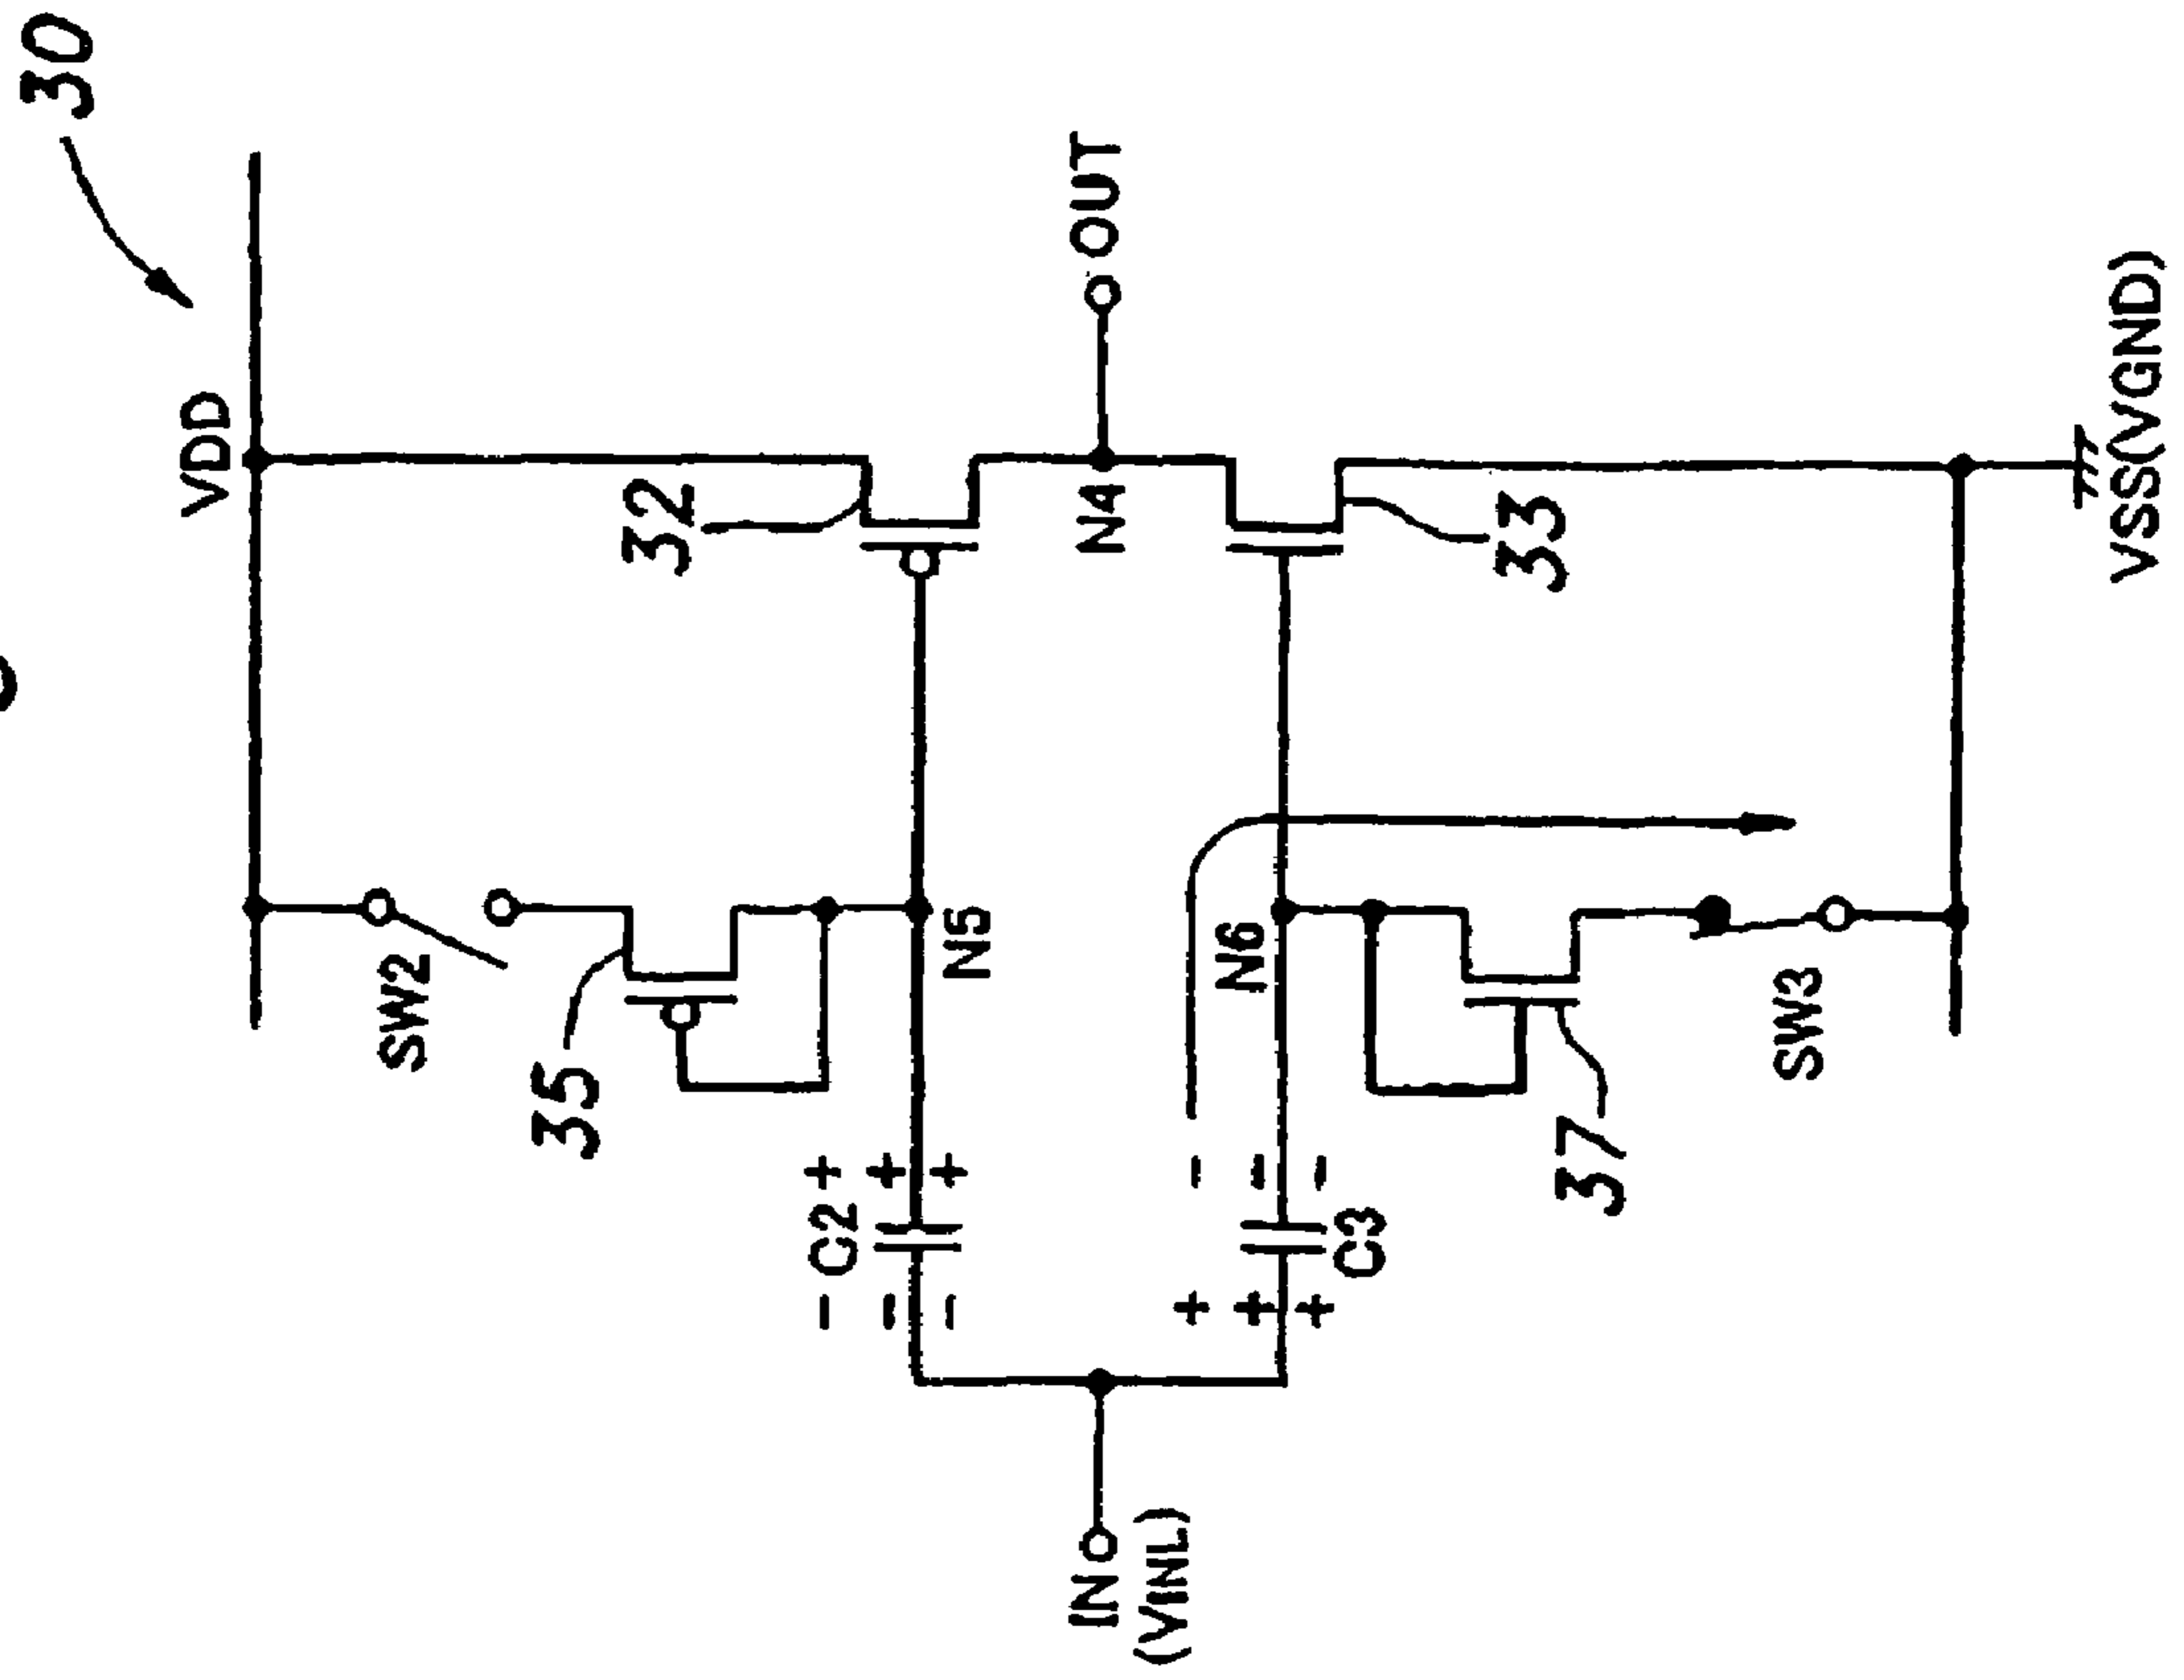 30
VDD
SW2
35
32
C2
- +
- +
- +
N5
N4
OUT
IN
(VINL)
N6
+ -
+ -
+ -
C3
37
33
SW3
VSS(VGND)